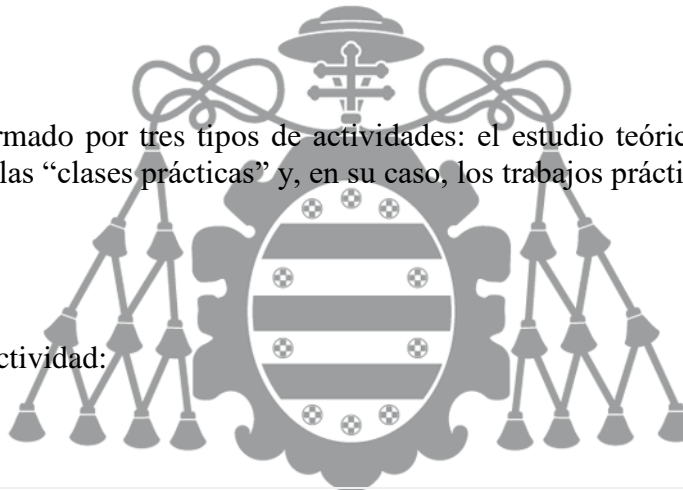 rmado por tres tipos de actividades: el estudio teóric
las “clases prácticas” y, en su caso, los trabajos prácti
ctividad: